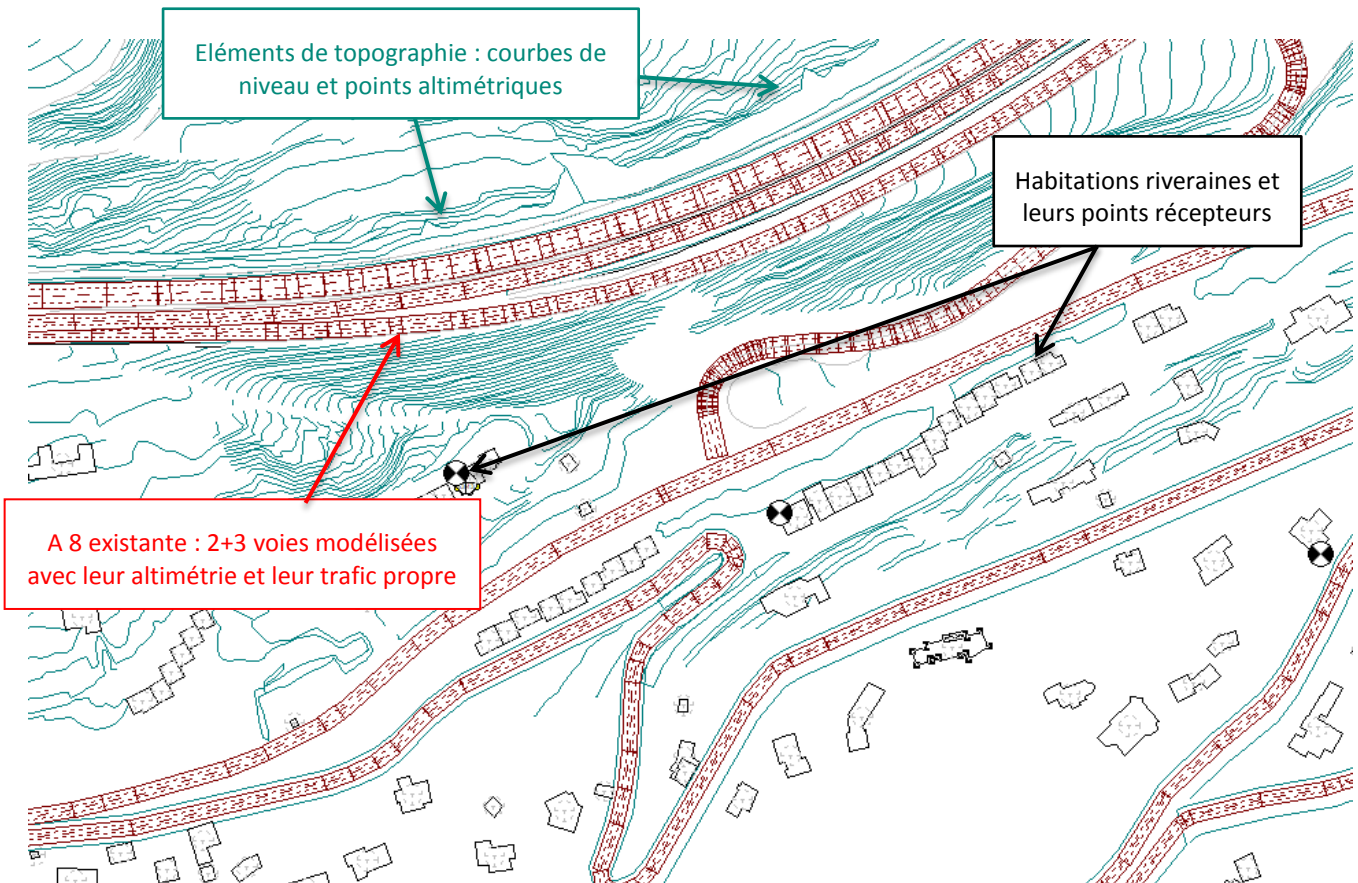 Eléments de topographie : courbes de
niveau et points altimétriques
Habitations riveraines et
leurs points récepteurs
A 8 existante : 2+3 voies modélisées
avec leur altimétrie et leur trafic propre